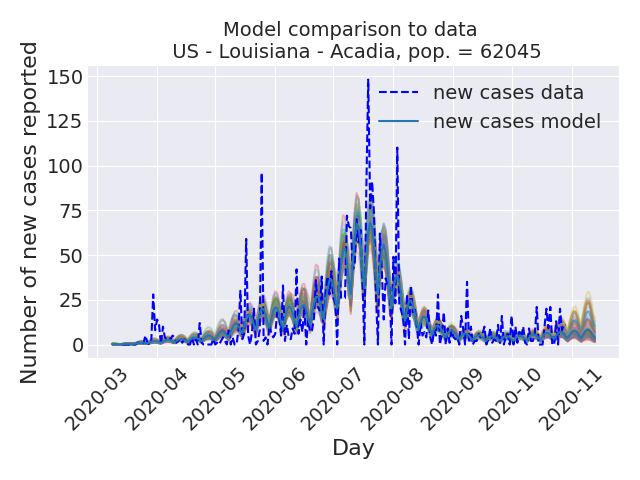 Model comparison to data
US - Louisiana - Acadia, pop. = 62045
Number of new cases reported
150
125
100
75
50
25
0
new cases data
new cases model
2020-03
2020-04
2020-05
2020-06
2020-07
2020-08
2020-09
2020-10
2020-11
Day